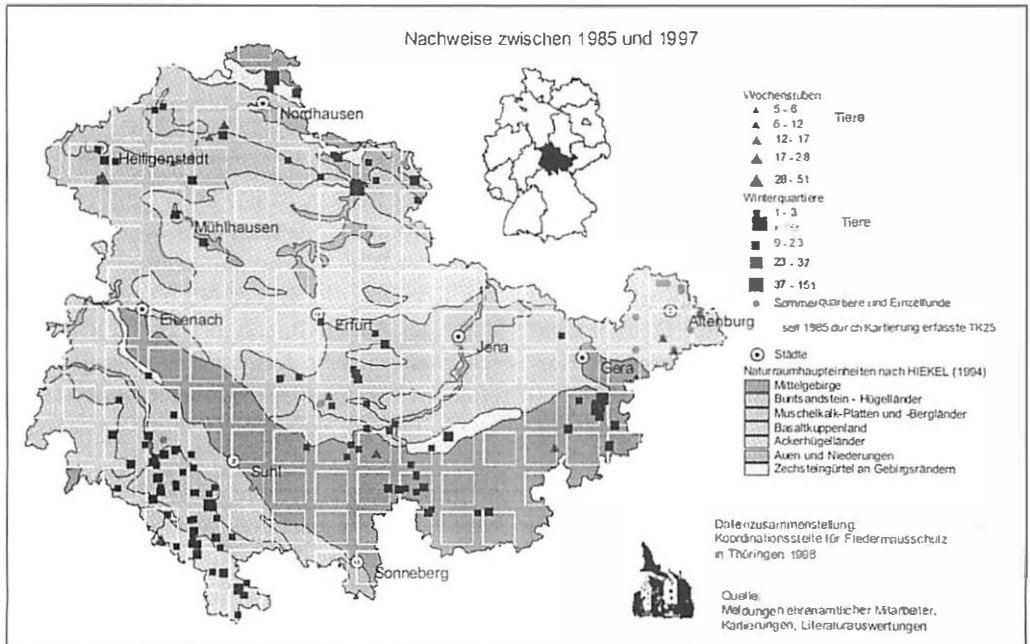 Nachweise zwischen 1985 und 1997
Nordhausen
Heiligenstadt
Mühlhausen
Eisenach
Erfurt
Jena
Gera
Altenburg
Suhl
Sonneberg
Wochenstuben
5 - 6
6 - 12
Tiere
12 - 17
17 - 28
28 - 51
Winterquartiere
1 - 3
Tiere
9 - 23
23 - 37
37 - 151
Sommerquartiere und Einzelfunde
seit 1985 durch Kartierung erfasste TK25
Städte
Naturraumhaupteinheiten nach HIEKEL (1994)
Mittelgebirge
Buntsandstein - Hügelländer
Muschelkalk-Platten und -Bergländer
Basaltkuppenland
Ackerhügelländer
Auen und Niederungen
Zechsteingürtel an Gebirgsrändern
Datenzusammenstellung:
Koordinationsstelle für Fledermausschutz
in Thüringen 1998
Quelle:
Meldungen ehrenamtlicher Mitarbeiter,
Kartierungen, Literaturauswertungen